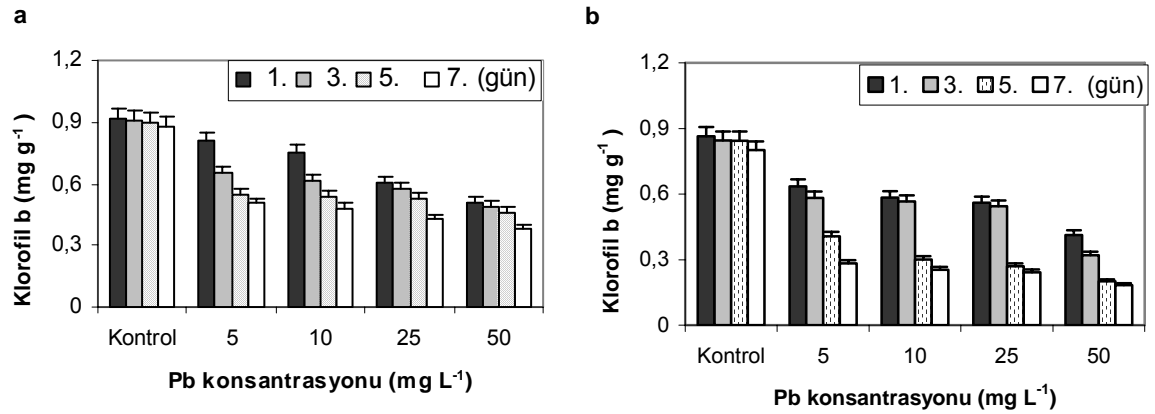 a
1,2
0,9
0,6
0,3
0
Klorofil b (mg g⁻¹)
1. 3. 5. 7. (gün)
Kontrol 5 10 25 50
Pb konsantrasyonu (mg L⁻¹)
b
1,2
0,9
0,6
0,3
0
Klorofil b (mg g⁻¹)
1. 3. 5. 7. (gün)
Kontrol 5 10 25 50
Pb konsantrasyonu (mg L⁻¹)